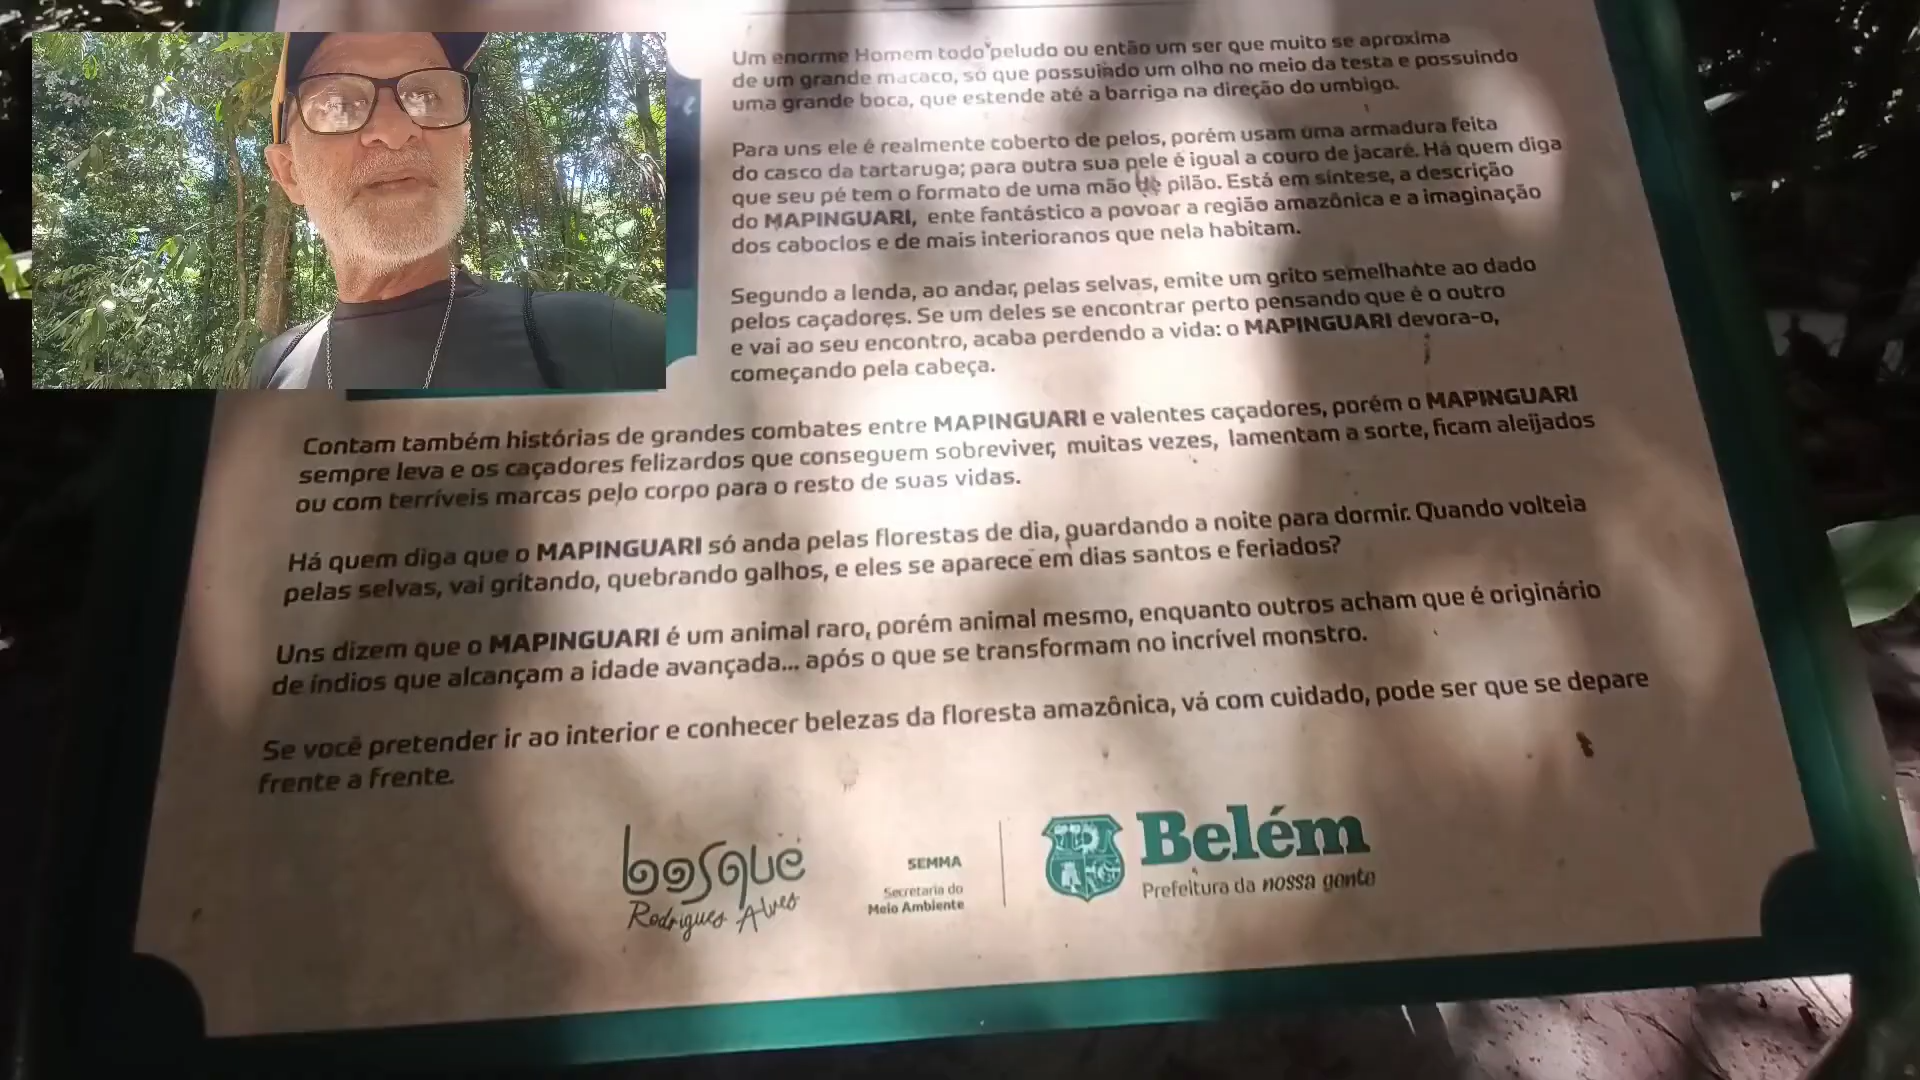 Um enorme Homem todo peludo ou então um ser que muito se aproxima
de um grande macaco, só que possuindo um olho no meio da testa e possuindo
uma grande boca, que estende até a barriga na direção do umbigo.
Para uns ele é realmente coberto de pelos, porém usam uma armadura feita
do casco da tartaruga; para outra sua pele é igual a couro de jacaré. Há quem diga
que seu pé tem o formato de uma mão de pilão. Está em síntese, a descrição
do MAPINGUARI, ente fantástico a povoar a região amazônica e a imaginação
dos caboclos e de mais interioranos que nela habitam.
Segundo a lenda, ao andar, pelas selvas, emite um grito semelhante ao dado
pelos caçadores. Se um deles se encontrar perto pensando que é o outro
e vai ao seu encontro, acaba perdendo a vida: o MAPINGUARI devora-o,
começando pela cabeça.
Contam também histórias de grandes combates entre MAPINGUARI e valentes caçadores, porém o MAPINGUARI
sempre leva e os caçadores felizardos que conseguem sobreviver, muitas vezes, lamentam a sorte, ficam aleijados
ou com terríveis marcas pelo corpo para o resto de suas vidas.
Há quem diga que o MAPINGUARI só anda pelas florestas de dia, guardando a noite para dormir. Quando volteia
pelas selvas, vai gritando, quebrando galhos, e eles se aparece em dias santos e feriados?
Uns dizem que o MAPINGUARI é um animal raro, porém animal mesmo, enquanto outros acham que é originário
de índios que alcançam a idade avançada... após o que se transformam no incrível monstro.
Se você pretender ir ao interior e conhecer belezas da floresta amazônica, vá com cuidado, pode ser que se depare
frente a frente.
bosque
Rodrigues Alves
SEMMA
Secretaria do
Meio Ambiente
Belém
Prefeitura da nossa gente